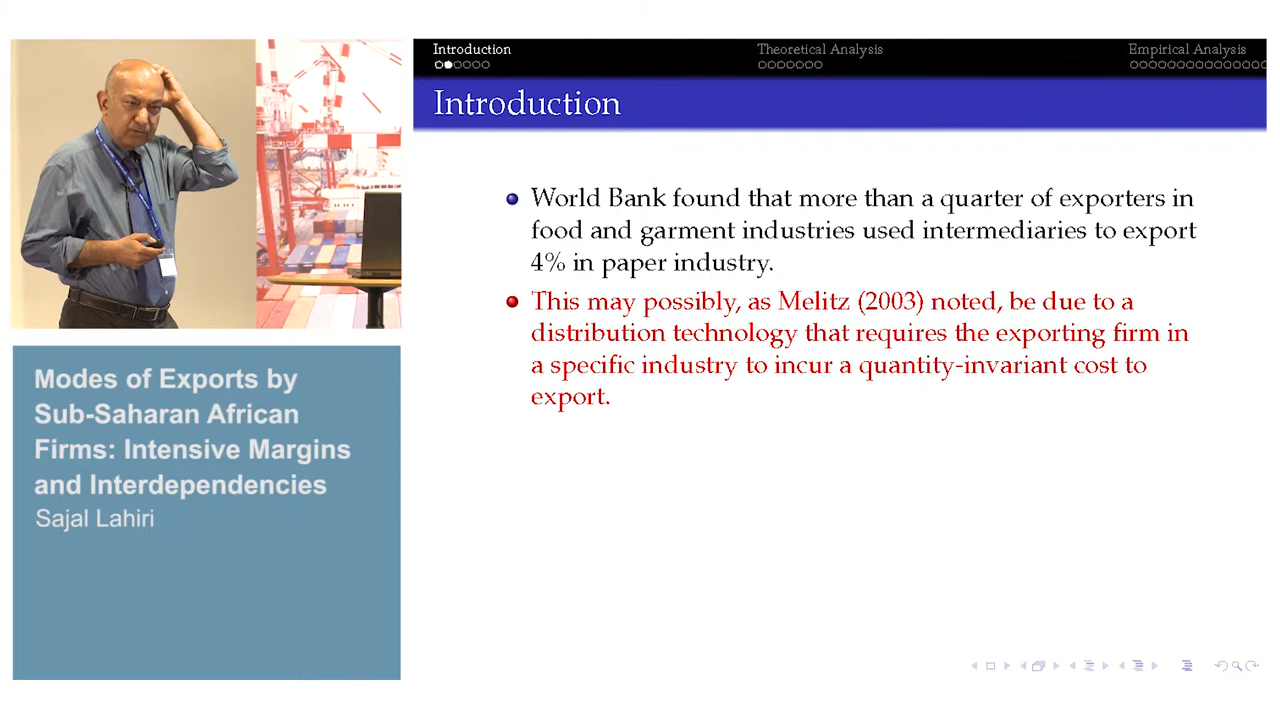 Introduction
Theoretical Analysis
Empirical Analysis
Introduction
World Bank found that more than a quarter of exporters in
food and garment industries used intermediaries to export
4% in paper industry.
This may possibly, as Melitz (2003) noted, be due to a
distribution technology that requires the exporting firm in
a specific industry to incur a quantity-invariant cost to
export.
Modes of Exports by
Sub-Saharan African
Firms: Intensive Margins
and Interdependencies
Sajal Lahiri